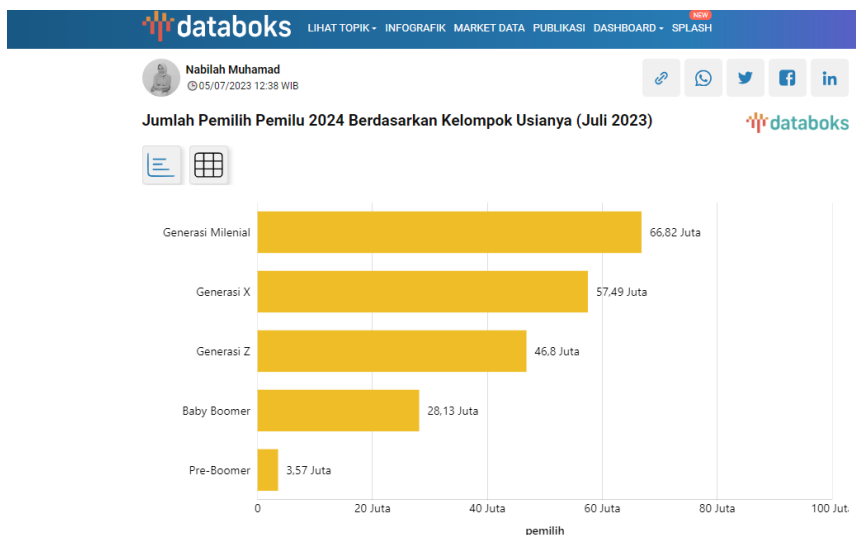 databoks LIHAT TOPIK INFOGRAFIK MARKET DATA PUBLIKASI DASHBOARD SPLASH
NEW
Nabilah Muhamad
05/07/2023 12:38 WIB
Jumlah Pemilih Pemilu 2024 Berdasarkan Kelompok Usianya (Juli 2023)
databoks
Generasi Milenial 66,82 Juta
Generasi X 57,49 Juta
Generasi Z 46,8 Juta
Baby Boomer 28,13 Juta
Pre-Boomer 3,57 Juta
0 20 Juta 40 Juta 60 Juta 80 Juta 100 Jut
pemilih